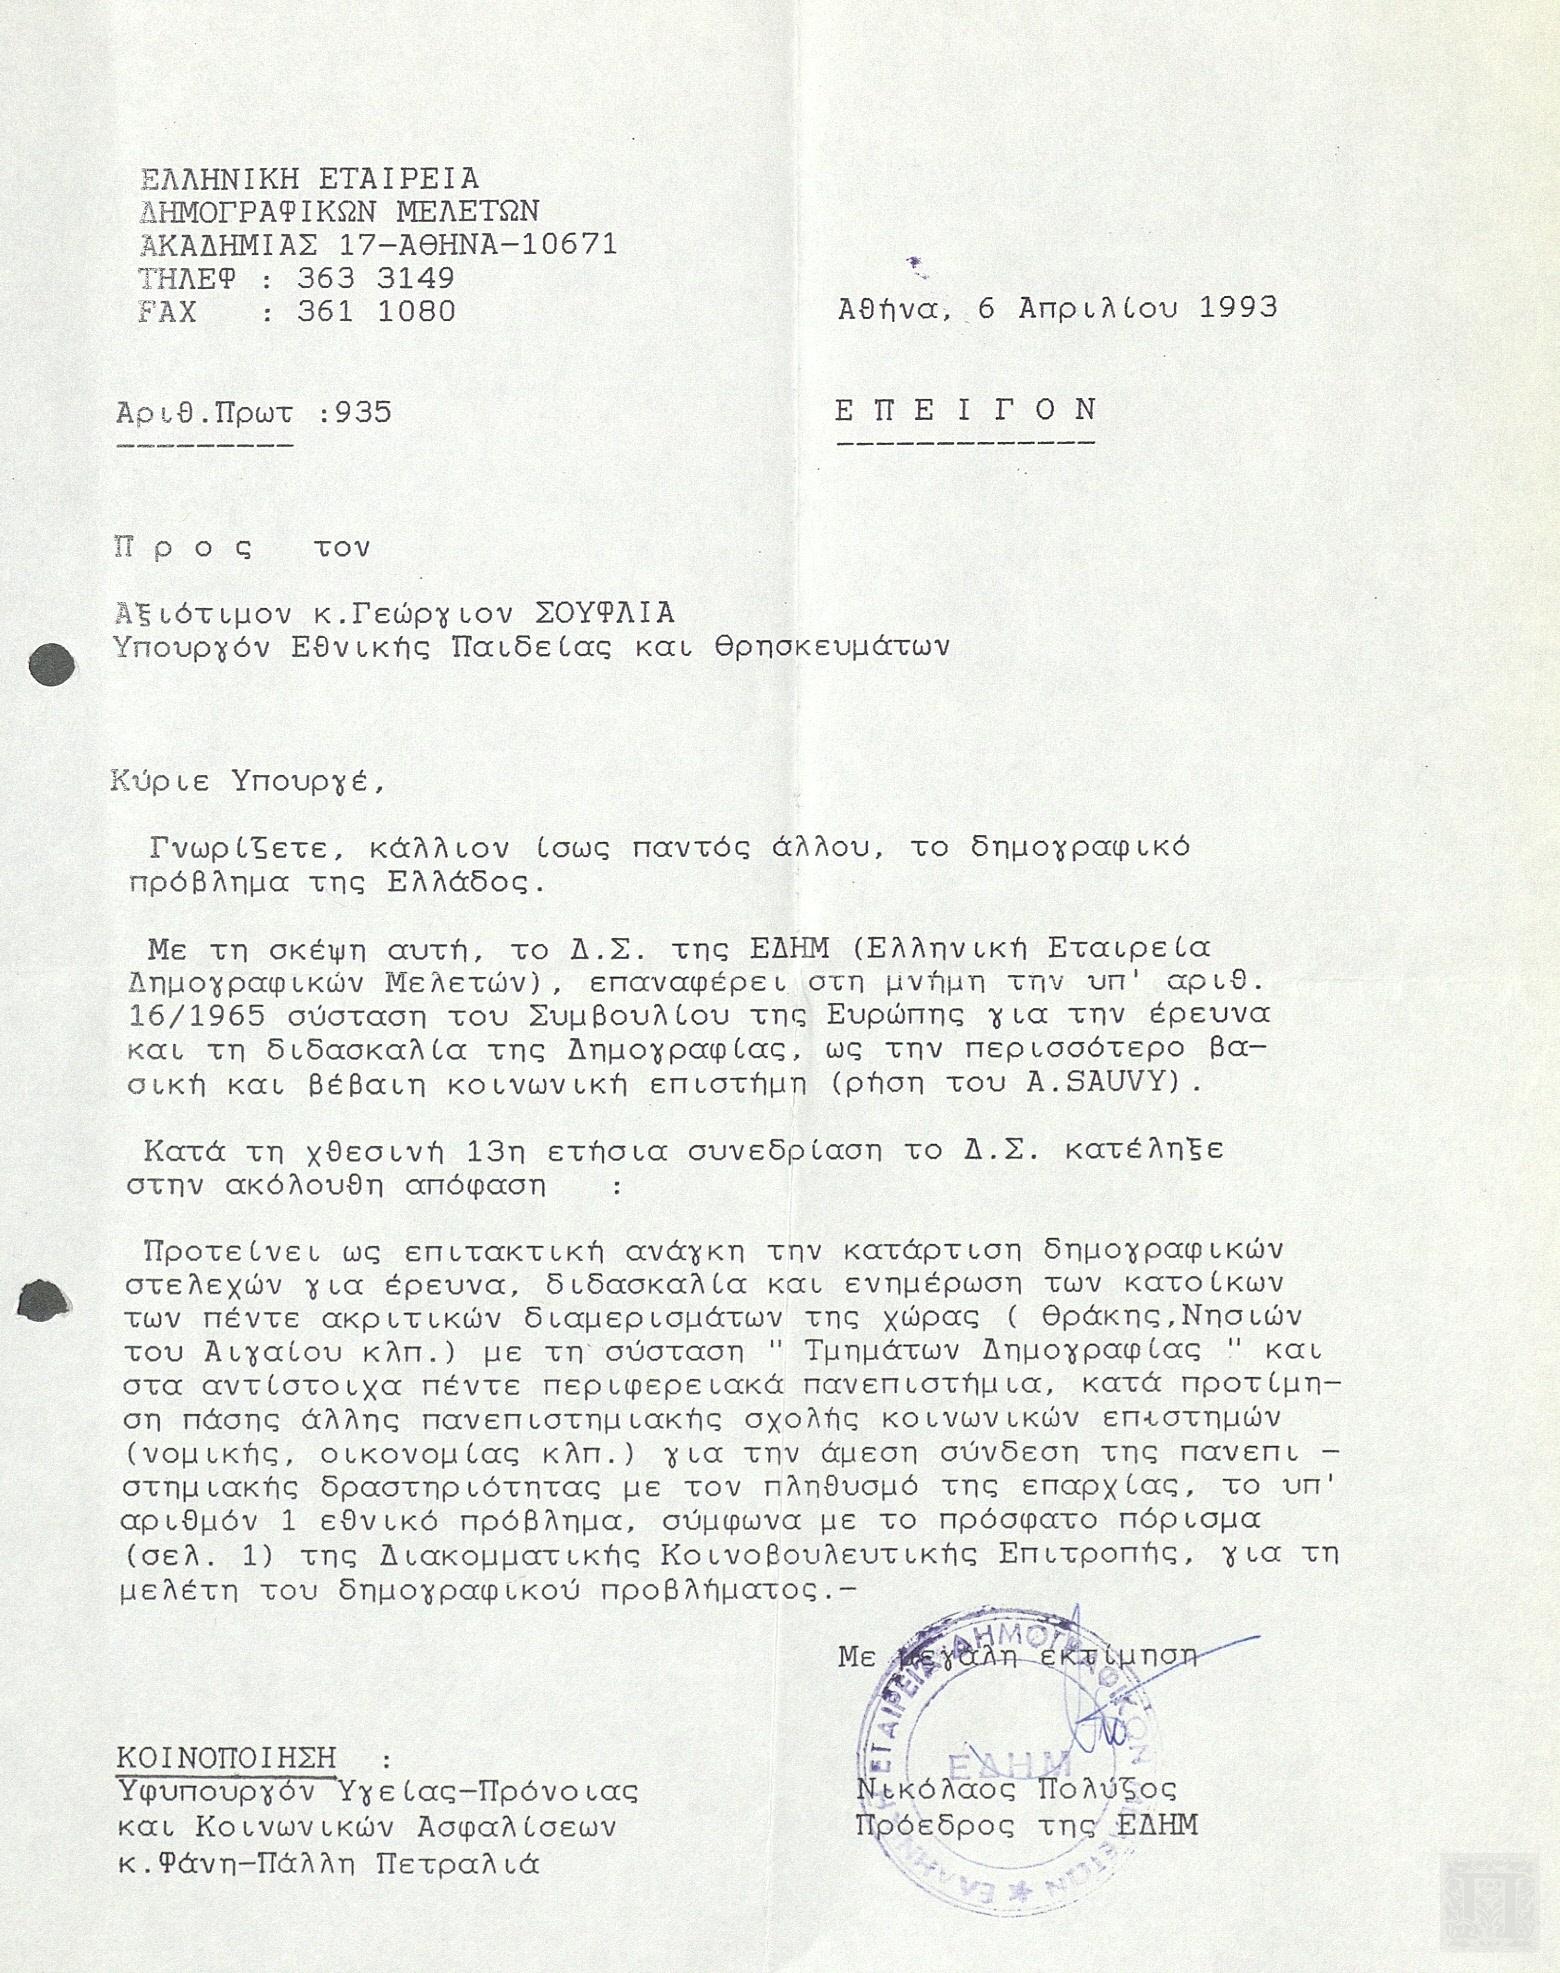 ΕΛΛΗΝΙΚΗ ΕΤΑΙΡΕΙΑ
ΔΗΜΟΓΡΑΦΙΚΩΝ ΜΕΛΕΤΩΝ
ΑΚΑΔΗΜΙΑΣ 17-ΑΘΗΝΑ-10671
ΤΗΛΕΦ : 363 3149
FAX : 361 1080
Αθήνα, 6 Απριλίου 1993
Αριθ.Πρωτ :935
Ε Π Ε Ι Γ Ο Ν
Π ρ ο ς τον
Αξιότιμον κ.Γεώργιον ΣΟΥΦΛΙΑ
Υπουργόν Εθνικής Παιδείας και Θρησκευμάτων
Κύριε Υπουργέ,
Γνωρίζετε, κάλλιον ίσως παντός άλλου, το δημογραφικό
πρόβλημα της Ελλάδος.
Με τη σκέψη αυτή, το Δ.Σ. της ΕΔΗΜ (Ελληνική Εταιρεία
Δημογραφικών Μελετών), επαναφέρει στη μνήμη την υπ' αριθ.
16/1965 σύσταση του Συμβουλίου της Ευρώπης για την έρευνα
και τη διδασκαλία της Δημογραφίας, ως την περισσότερο βα-
σική και βέβαιη κοινωνική επιστήμη (ρήση του A.SAUVY).
Κατά τη χθεσινή 13η ετήσια συνεδρίαση το Δ.Σ. κατέληξε
στην ακόλουθη απόφαση :
Προτείνει ως επιτακτική ανάγκη την κατάρτιση δημογραφικών
στελεχών για έρευνα, διδασκαλία και ενημέρωση των κατοίκων
των πέντε ακριτικών διαμερισμάτων της χώρας ( Θράκης,Νησιών
του Αιγαίου κλπ.) με τη σύσταση " Τμημάτων Δημογραφίας " και
στα αντίστοιχα πέντε περιφερειακά πανεπιστήμια, κατά προτίμη-
ση πάσης άλλης πανεπιστημιακής σχολής κοινωνικών επιστημών
(νομικής, οικονομίας κλπ.) για την άμεση σύνδεση της πανεπι -
στημιακής δραστηριότητας με τον πληθυσμό της επαρχίας, το υπ'
αριθμόν 1 εθνικό πρόβλημα, σύμφωνα με το πρόσφατο πόρισμα
(σελ. 1) της Διακομματικής Κοινοβουλευτικής Επιτροπής, για τη
μελέτη του δημογραφικού προβλήματος.-
Με μεγάλη εκτίμηση
ΕΛΛΗΝΙΚΗ ΕΤΑΙΡΕΙΑ ΔΗΜΟΓΡΑΦΙΚΩΝ ΜΕΛΕΤΩΝ
ΕΔΗΜ
Νικόλαος Πολύζος
Πρόεδρος της ΕΔΗΜ
ΚΟΙΝΟΠΟΙΗΣΗ :
Υφυπουργόν Υγείας-Πρόνοιας
και Κοινωνικών Ασφαλίσεων
κ.Φάνη-Πάλλη Πετραλιά